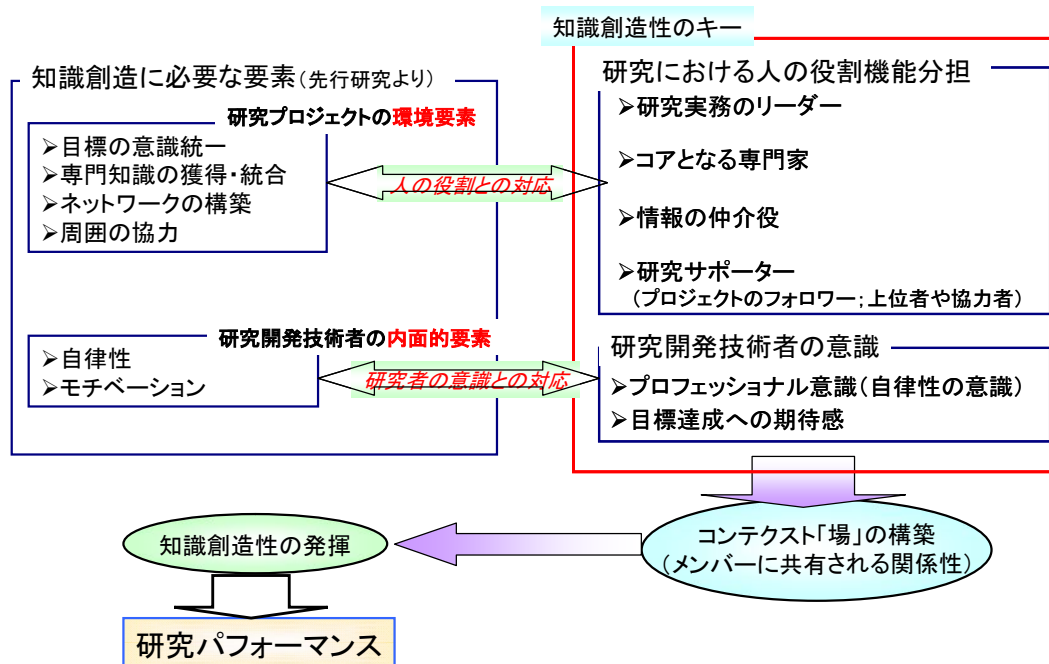 知識創造性のキー
知識創造に必要な要素(先行研究より)
研究プロジェクトの環境要素
➢目標の意識統一
➢専門知識の獲得・統合
➢ネットワークの構築
➢周囲の協力
人の役割との対応
研究における人の役割機能分担
➢研究実務のリーダー
➢コアとなる専門家
➢情報の仲介役
➢研究サポーター
(プロジェクトのフォロワー;上位者や協力者)
研究開発技術者の内面的要素
➢自律性
➢モチベーション
研究者の意識との対応
研究開発技術者の意識
➢プロフェッショナル意識(自律性の意識)
➢目標達成への期待感
コンテクスト「場」の構築
(メンバーに共有される関係性)
知識創造性の発揮
研究パフォーマンス